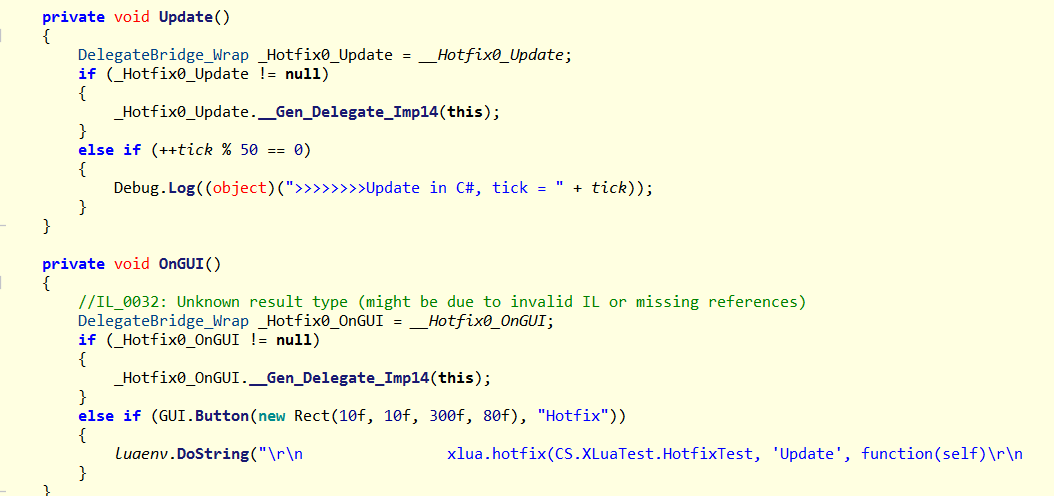 private void Update()
{
    DelegateBridge_Wrap _Hotfix0_Update = __Hotfix0_Update;
    if (_Hotfix0_Update != null)
    {
        _Hotfix0_Update.__Gen_Delegate_Imp14(this);
    }
    else if (++tick % 50 == 0)
    {
        Debug.Log((object)(">>>>>>>>Update in C#, tick = " + tick));
    }
}

private void OnGUI()
{
    //IL_0032: Unknown result type (might be due to invalid IL or missing references)
    DelegateBridge_Wrap _Hotfix0_OnGUI = __Hotfix0_OnGUI;
    if (_Hotfix0_OnGUI != null)
    {
        _Hotfix0_OnGUI.__Gen_Delegate_Imp14(this);
    }
    else if (GUI.Button(new Rect(10f, 10f, 300f, 80f), "Hotfix"))
    {
        luaenv.DoString("\r\n                xlua.hotfix(CS.XLuaTest.HotfixTest, 'Update', function(self)\r\n
    }
}